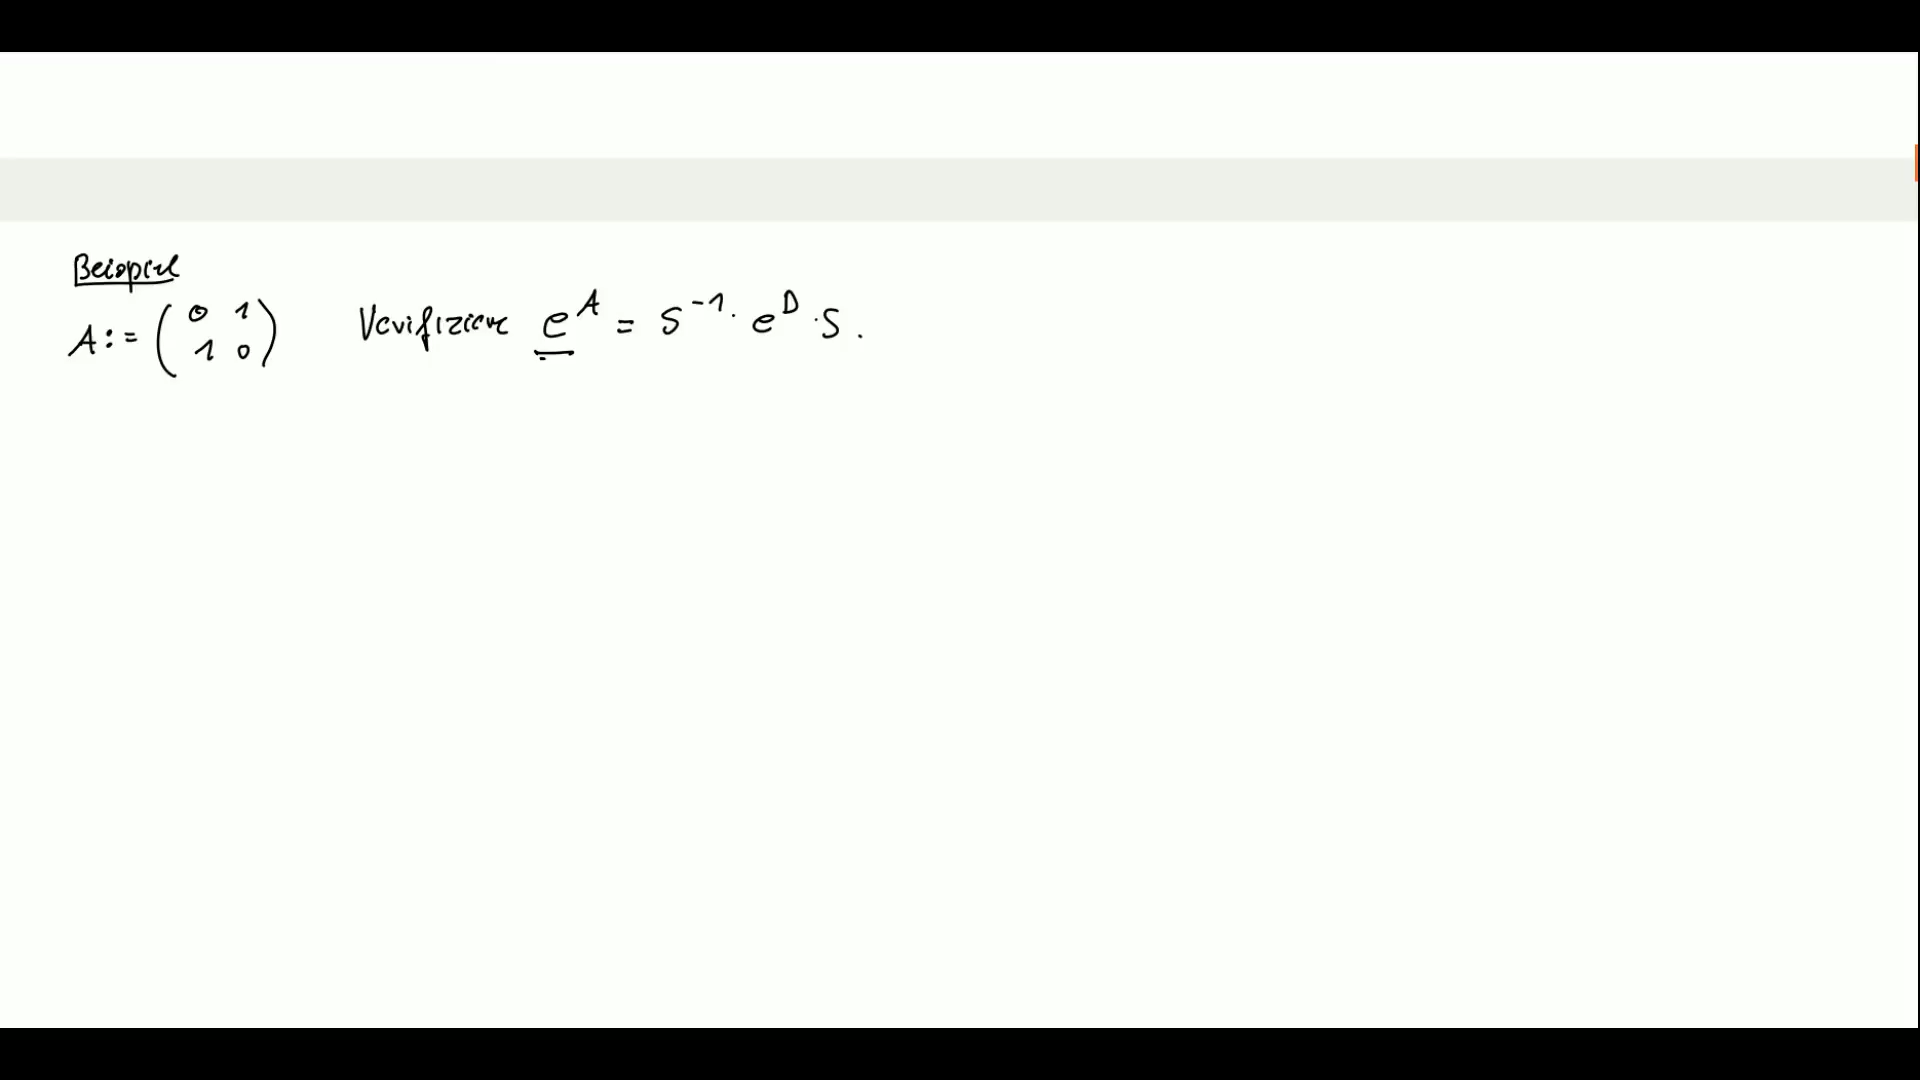 Beispiel
A := (0 1
1 0) Verifiziere e^A = S^-1 · e^D · S.